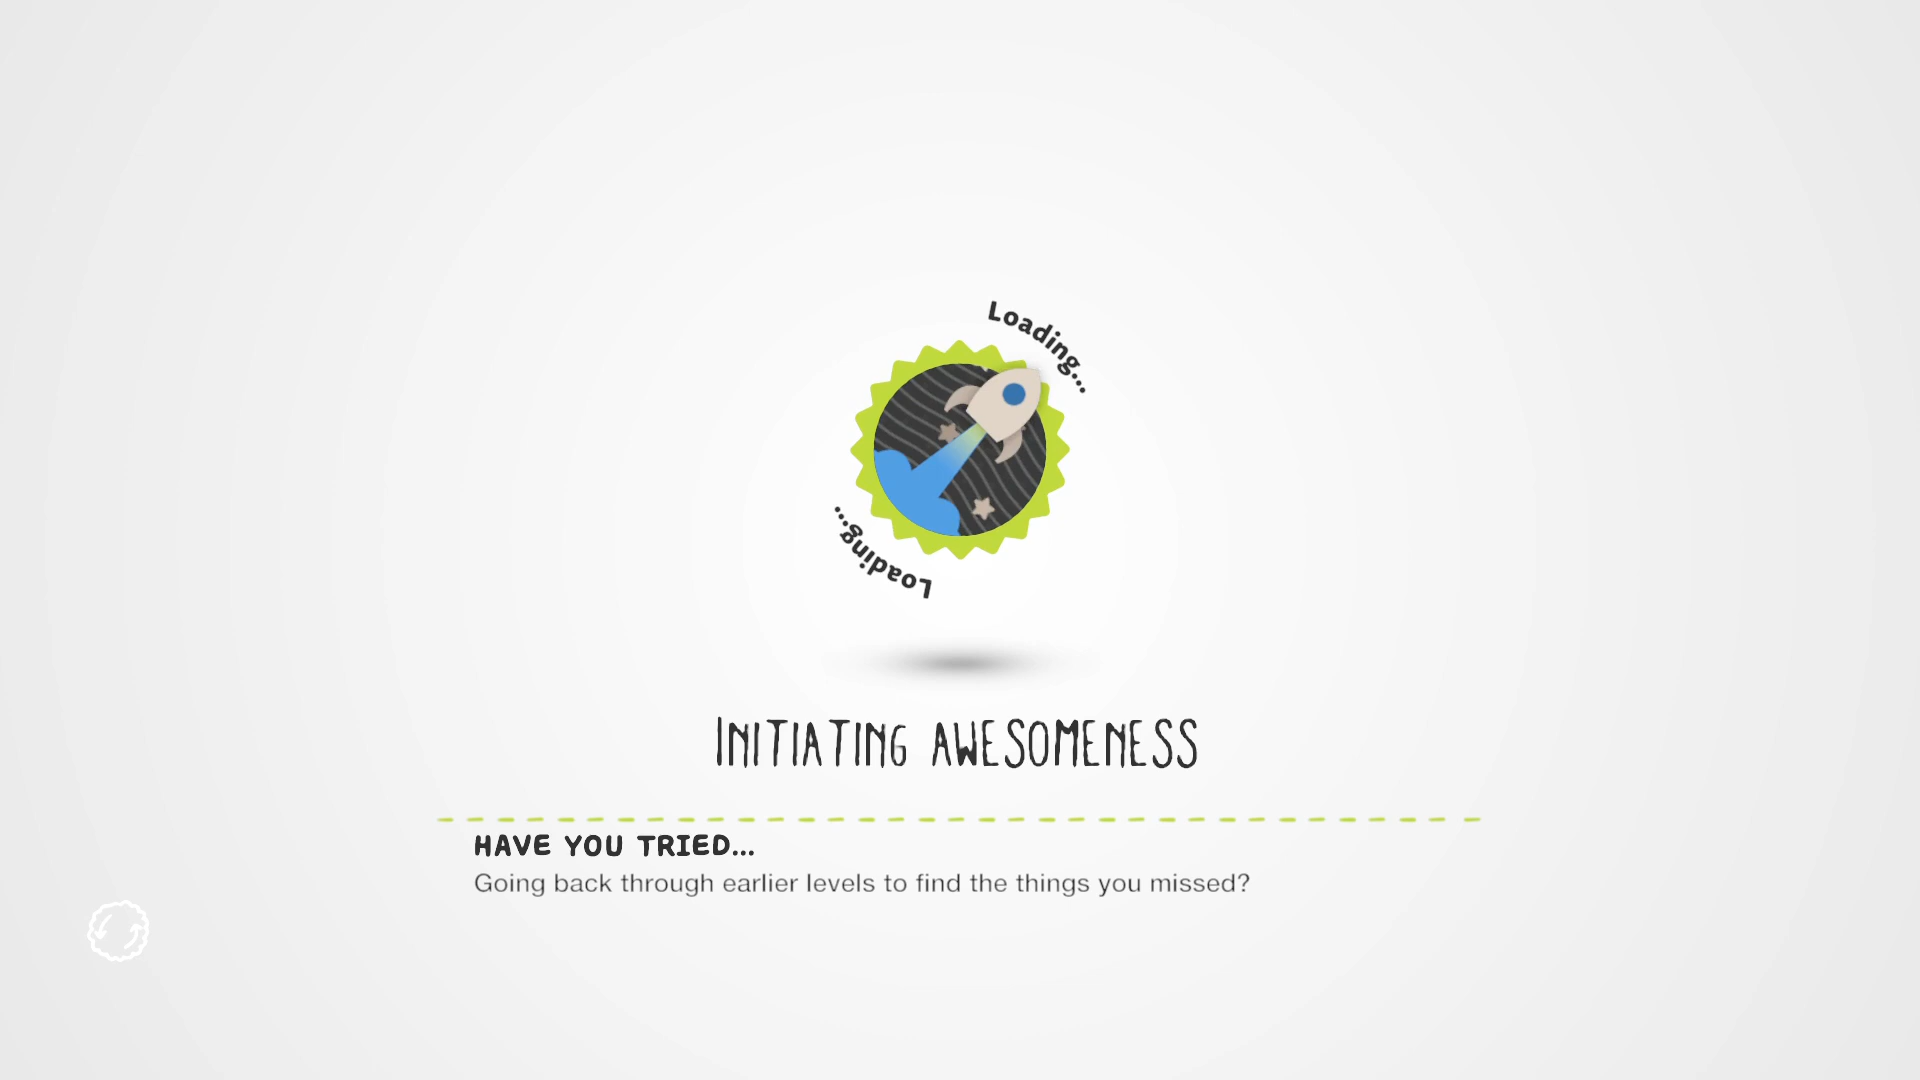 Loading...
Loading...
INITIATING AWESOMENESS
HAVE YOU TRIED...
Going back through earlier levels to find the things you missed?